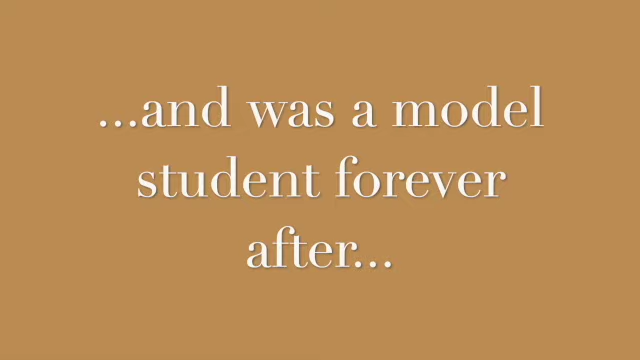 ...and was a model
student forever
after...